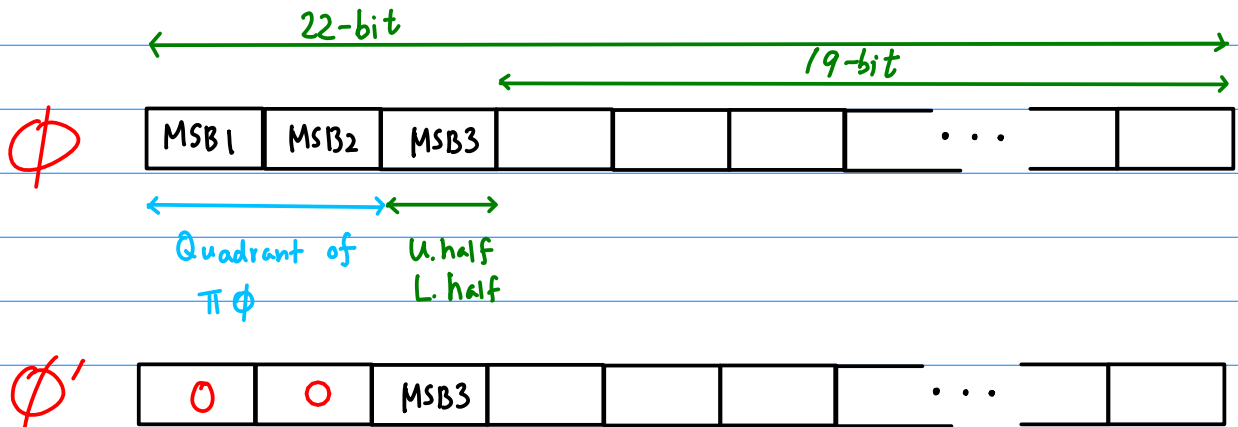 22-bit
19-bit
ϕ MSB1 MSB2 MSB3 ...
Quadrant of U.half
πϕ L.half
ϕ' 0 0 MSB3 ...